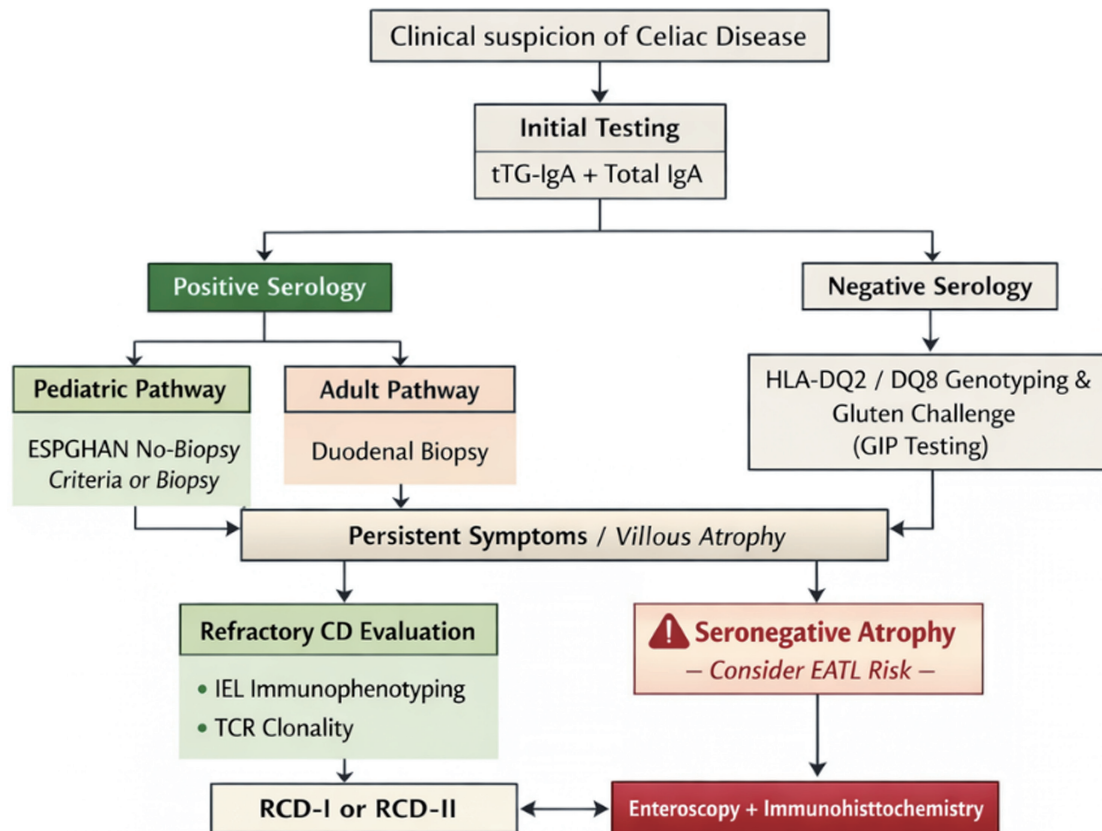 Clinical suspicion of Celiac Disease
Initial Testing
tTG-IgA + Total IgA
Positive Serology
Negative Serology
Pediatric Pathway
ESPGHAN No-Biopsy
Criteria or Biopsy
Adult Pathway
Duodenal Biopsy
HLA-DQ2 / DQ8 Genotyping &
Gluten Challenge
(GIP Testing)
Persistent Symptoms / Villous Atrophy
Refractory CD Evaluation
• IEL Immunophenotyping
• TCR Clonality
Seronegative Atrophy
– Consider EATL Risk –
RCD-I or RCD-II
Enteroscopy + Immunohisttochemistry